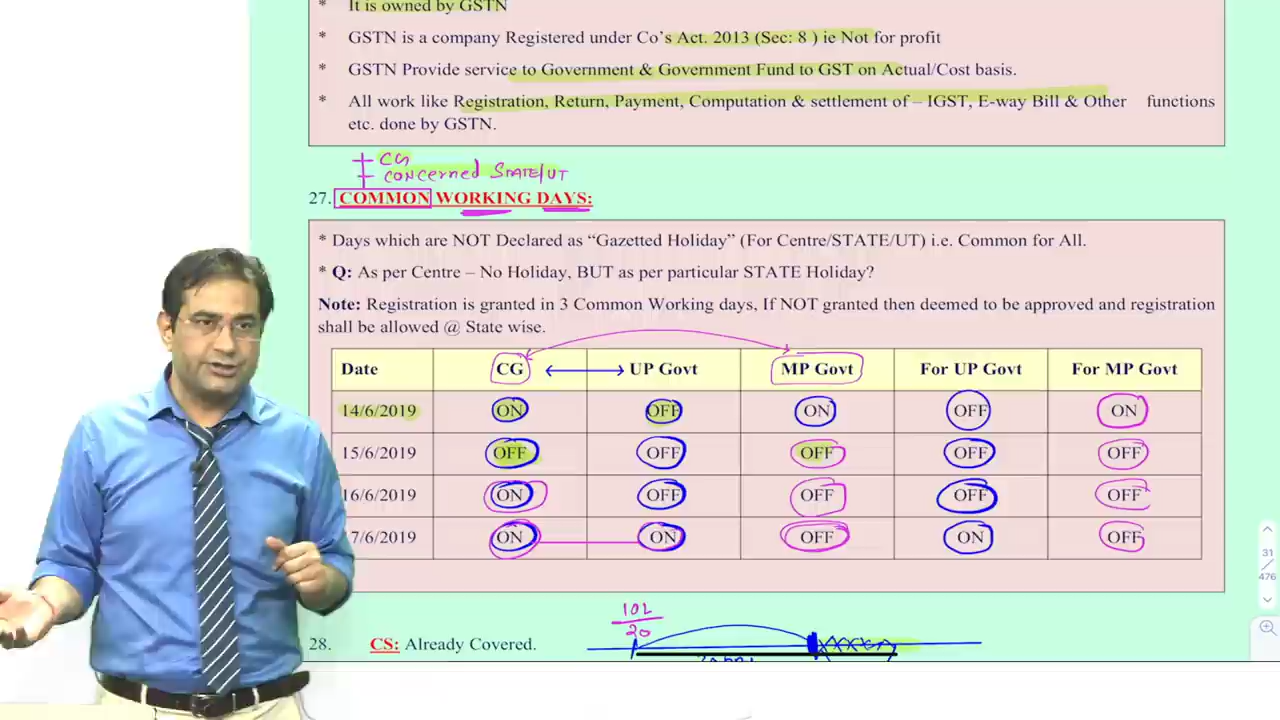 * It is owned by GSTN
* GSTN is a company Registered under Co's Act. 2013 (Sec: 8 ) ie Not for profit
* GSTN Provide service to Government & Government Fund to GST on Actual/Cost basis.
* All work like Registration, Return, Payment, Computation & settlement of – IGST, E-way Bill & Other functions
etc. done by GSTN.
CG
CONCerned STATE/UT
27. COMMON WORKING DAYS:
* Days which are NOT Declared as “Gazetted Holiday” (For Centre/STATE/UT) i.e. Common for All.
* Q: As per Centre – No Holiday, BUT as per particular STATE Holiday?
Note: Registration is granted in 3 Common Working days, If NOT granted then deemed to be approved and registration
shall be allowed @ State wise.
Date CG UP Govt MP Govt For UP Govt For MP Govt
14/6/2019 ON OFF ON OFF ON
15/6/2019 OFF OFF OFF OFF OFF
16/6/2019 ON OFF OFF OFF OFF
7/6/2019 ON ON OFF ON OFF
10L
20
28. CS: Already Covered.
31
/
476